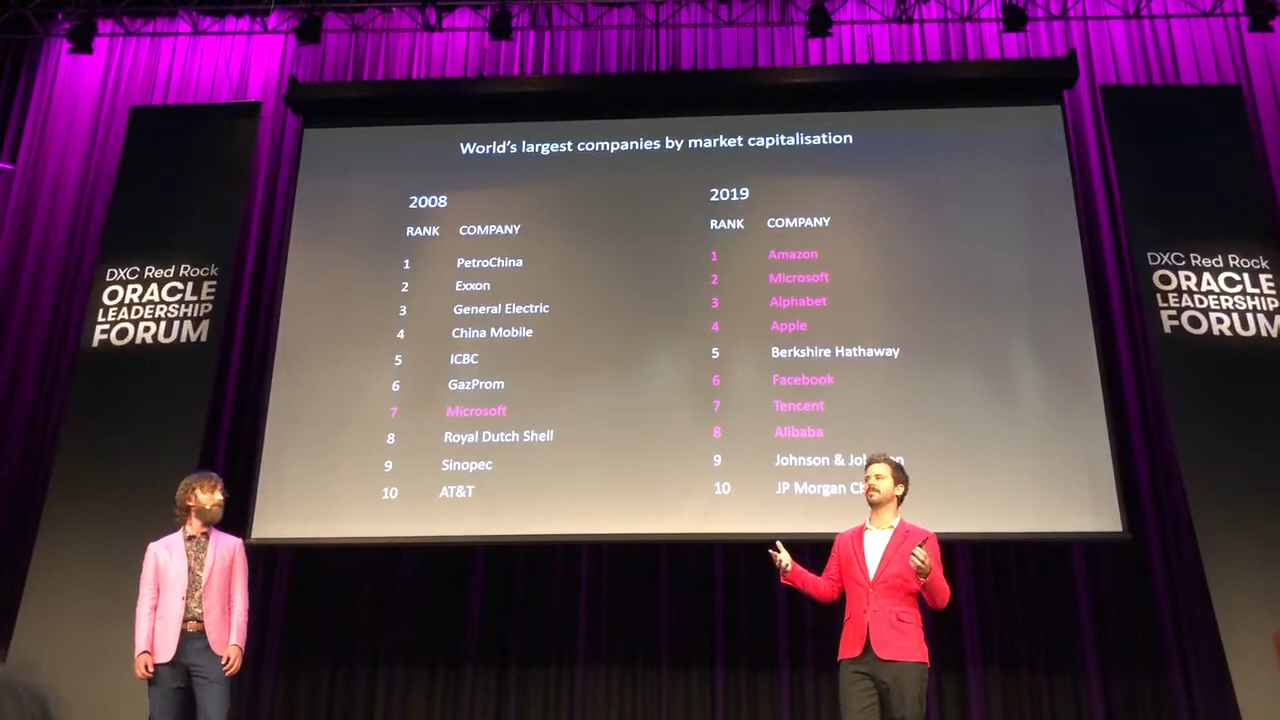 World's largest companies by market capitalisation
2008
RANK COMPANY
1 PetroChina
2 Exxon
3 General Electric
4 China Mobile
5 ICBC
6 GazProm
7 Microsoft
8 Royal Dutch Shell
9 Sinopec
10 AT&T
2019
RANK COMPANY
1 Amazon
2 Microsoft
3 Alphabet
4 Apple
5 Berkshire Hathaway
6 Facebook
7 Tencent
8 Alibaba
9 Johnson &
10 JP Morgan
DXC Red Rock
ORACLE
LEADERSHIP
FORUM
DXC Red Rock
ORACLE
LEADERSHIP
FORUM